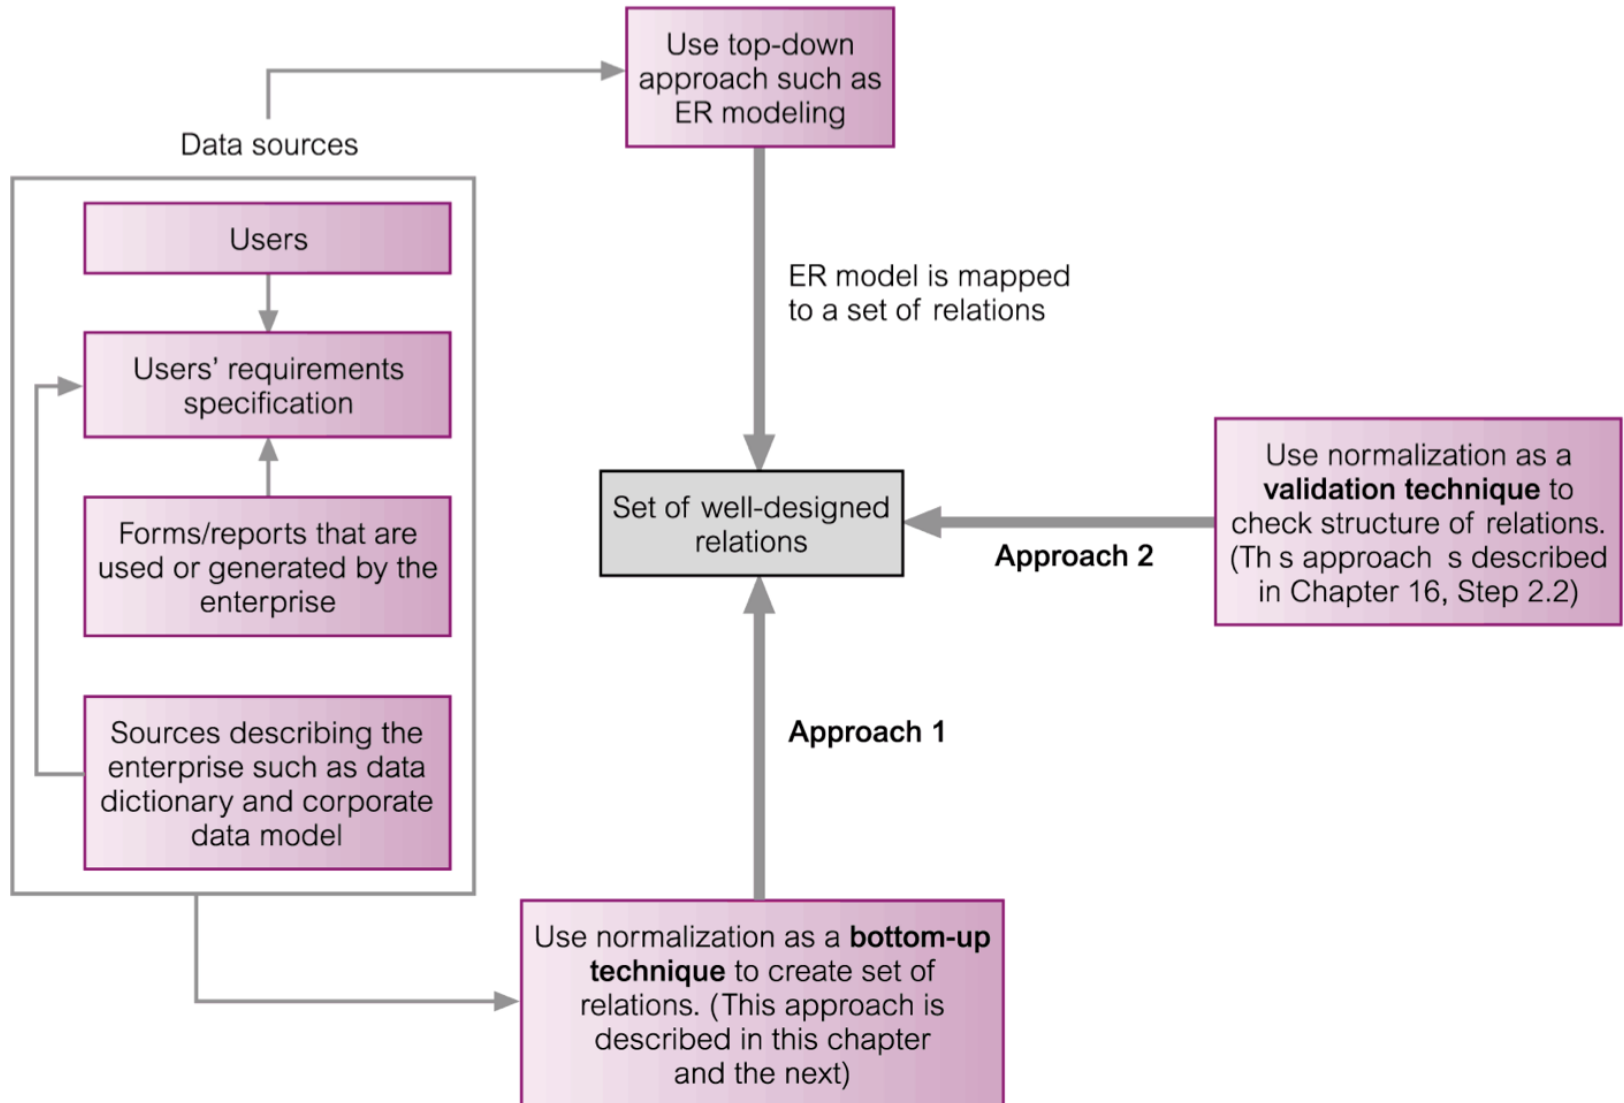 Use top-down
approach such as
ER modeling
Data sources
Users
Users’ requirements
specification
Forms/reports that are
used or generated by the
enterprise
Sources describing the
enterprise such as data
dictionary and corporate
data model
ER model is mapped
to a set of relations
Set of well-designed
relations
Approach 2
Use normalization as a
validation technique to
check structure of relations.
(Th s approach  s described
in Chapter 16, Step 2.2)
Approach 1
Use normalization as a bottom-up
technique to create set of
relations. (This approach is
described in this chapter
and the next)